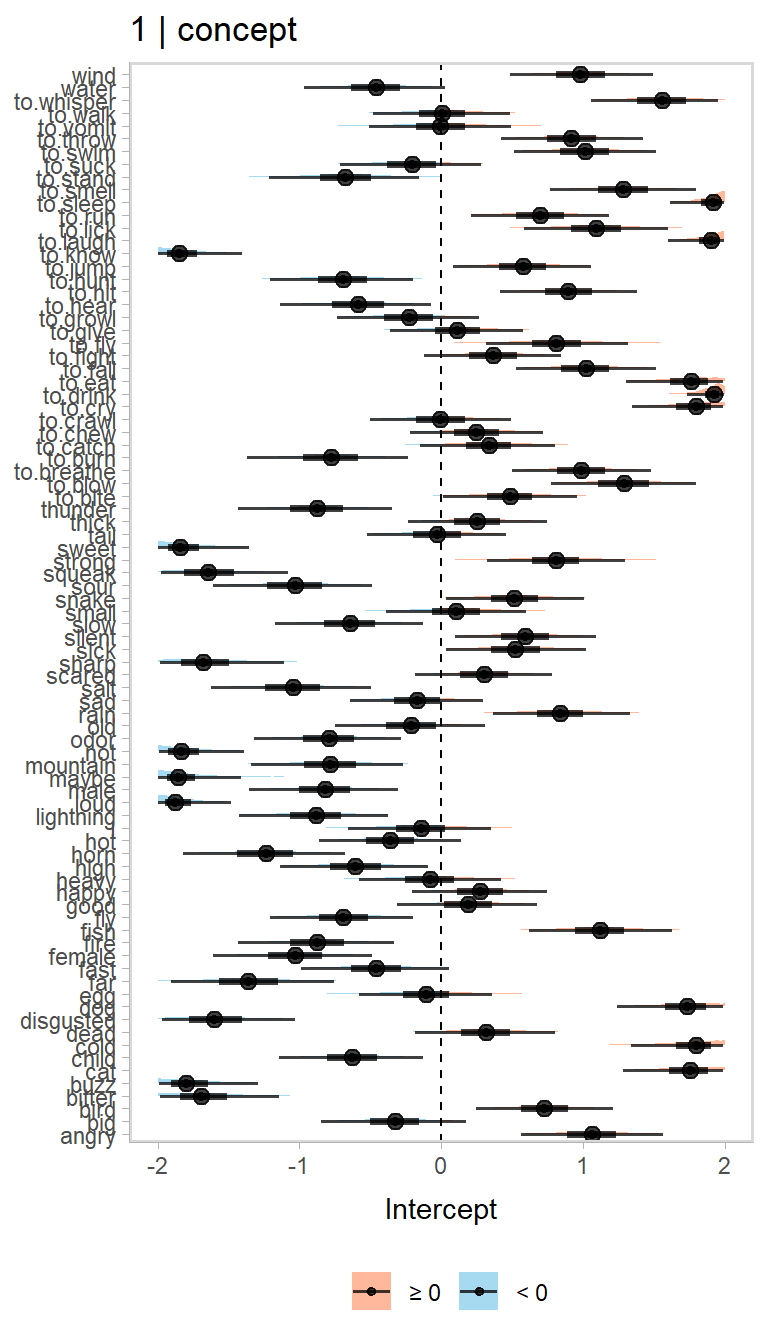 1 | concept
wind
water
to.whisper
to.walk
to.vomit
to.throw
to.swim
to.suck
to.stand
to.smell
to.sleep
to.run
to.lick
to.laugh
to.know
to.jump
to.hunt
to.hit
to.hear
to.growl
to.give
to.fly
to.fight
to.fall
to.eat
to.drink
to.cry
to.crawl
to.chew
to.catch
to.burn
to.breathe
to.blow
to.bite
thunder
thick
tail
sweet
strong
squeak
sour
snake
small
slow
silent
sick
sharp
scared
salt
sad
rain
old
odor
mountain
maybe
male
loud
lighthing
hot
horn
high
heavy
happy
good
fly
fish
fire
female
fast
far
egg
dog
disgusted
dead
cold
child
cat
buzz
bitter
bird
big
angry
-2 -1 0 1 2
Intercept
≥ 0 < 0